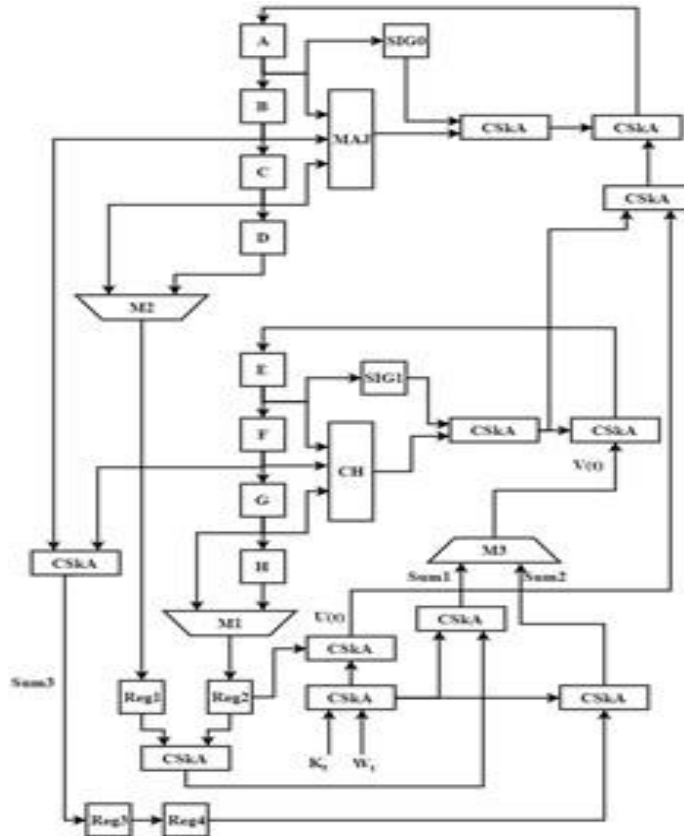 A
SIG0
B
MAJ
CSkA
CSkA
C
CSkA
D
M2
E
SIG1
F
CSkA
CSkA
CH
V(t)
G
M3
CSkA
H
Sum1
Sum2
M1
U(t)
CSkA
CSkA
Sum3
Reg1
Reg2
CSkA
CSkA
CSkA
Kt
Wt
Reg3
Reg4